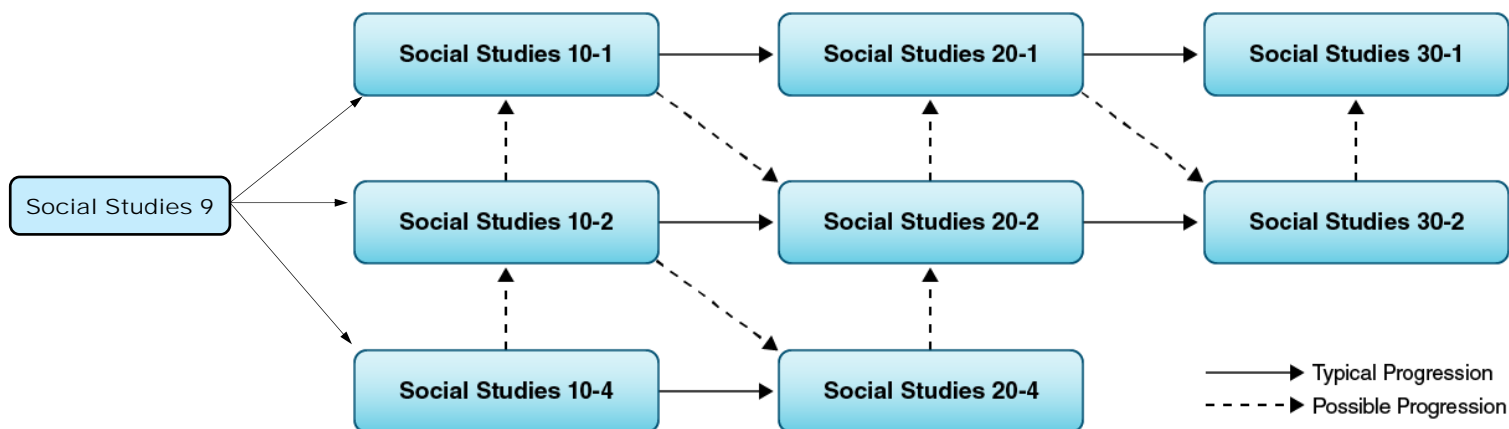 Social Studies 10-1
Social Studies 20-1
Social Studies 30-1
Social Studies 9
Social Studies 10-2
Social Studies 20-2
Social Studies 30-2
Social Studies 10-4
Social Studies 20-4
Typical Progression
Possible Progression